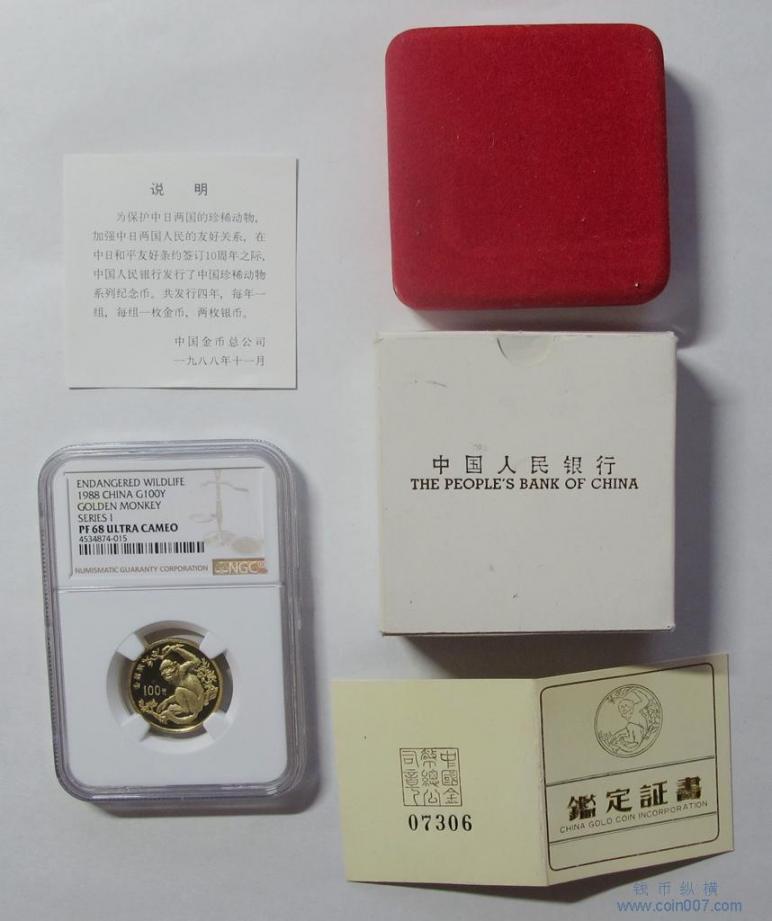 说 明
为保护中日两国的珍稀动物,
加强中日两国人民的友好关系, 在
中日和平友好条约签订10周年之际,
中国人民银行发行了中国珍稀动物
系列纪念币。共发行四年, 每年一
组, 每组一枚金币, 两枚银币。
中国金币总公司
一九八八年十一月
中国人民银行
THE PEOPLE'S BANK OF CHINA
ENDANGERED WILDLIFE
1988 CHINA G100Y
GOLDEN MONKEY
SERIES I
PF 68 ULTRA CAMEO
4534874-015
NUMISMATIC GUARANTY CORPORATION
NGC
100元
中國金
幣總公
司
07306
鑑定証書
CHINA GOLD COIN INCORPORATION
钱币纵横
www.coin007.com